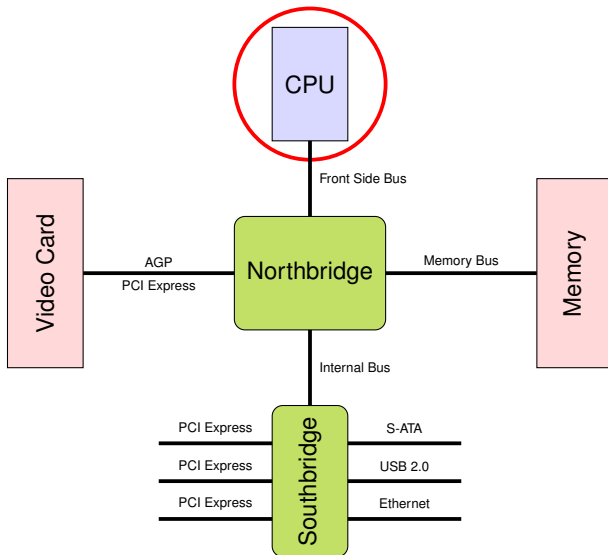 CPU
Front Side Bus
Video Card
AGP
PCI Express
Northbridge
Memory Bus
Memory
Internal Bus
Southbridge
PCI Express
S-ATA
PCI Express
USB 2.0
PCI Express
Ethernet